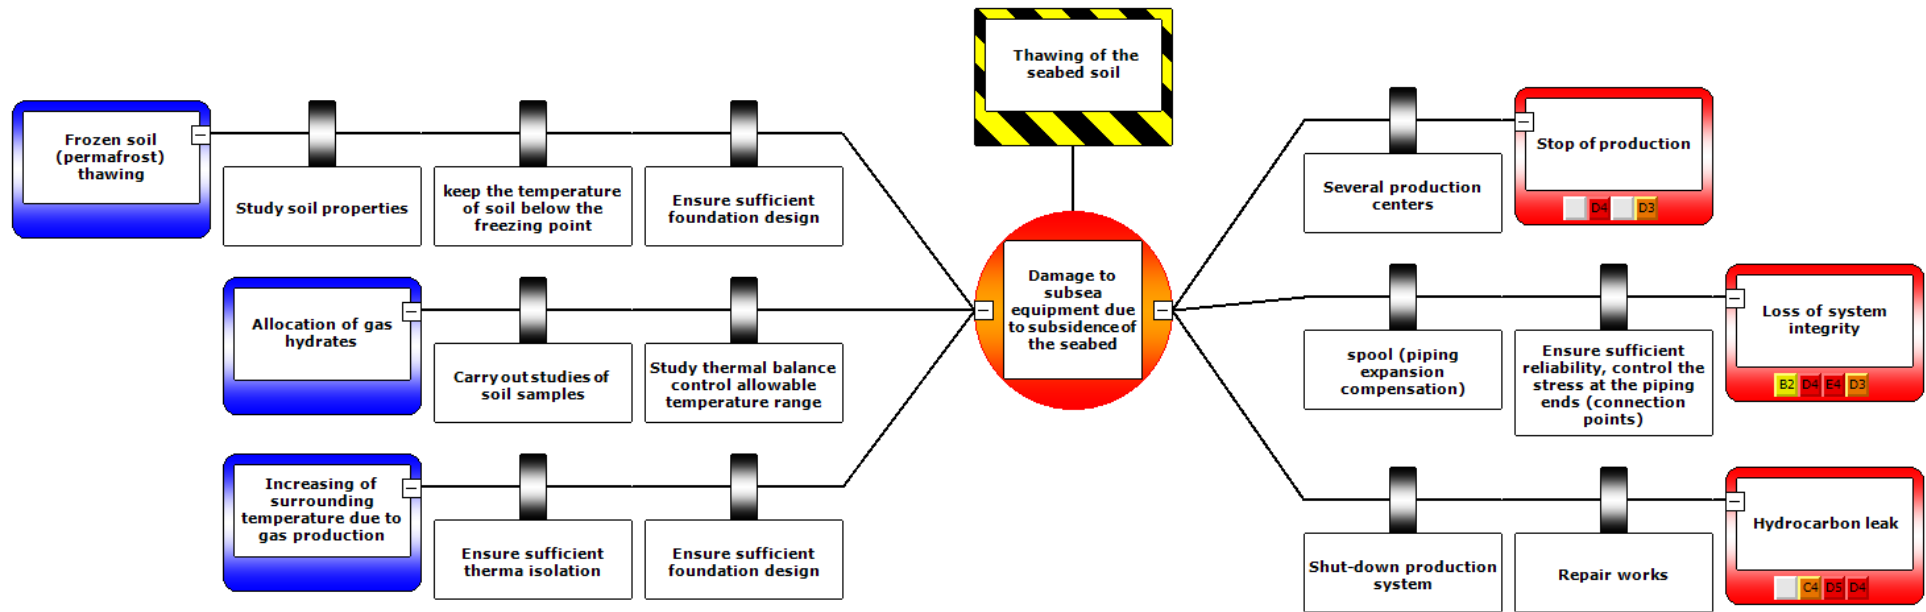 Thawing of the
seabed soil
Frozen soil
(permafrost)
thawing
Study soil properties
keep the temperature
of soil below the
freezing point
Ensure sufficient
foundation design
Allocation of gas
hydrates
Carry out studies of
soil samples
Study thermal balance
control allowable
temperature range
Increasing of
surrounding
temperature due to
gas production
Ensure sufficient
therma isolation
Ensure sufficient
foundation design
Damage to
subsea
equipment due
to subsidence of
the seabed
Several production
centers
Stop of production
D4 D3
spool (piping
expansion
compensation)
Ensure sufficient
reliability, control the
stress at the piping
ends (connection
points)
Loss of system
integrity
B2 D4 E4 D3
Shut-down production
system
Repair works
Hydrocarbon leak
C4 D5 D4